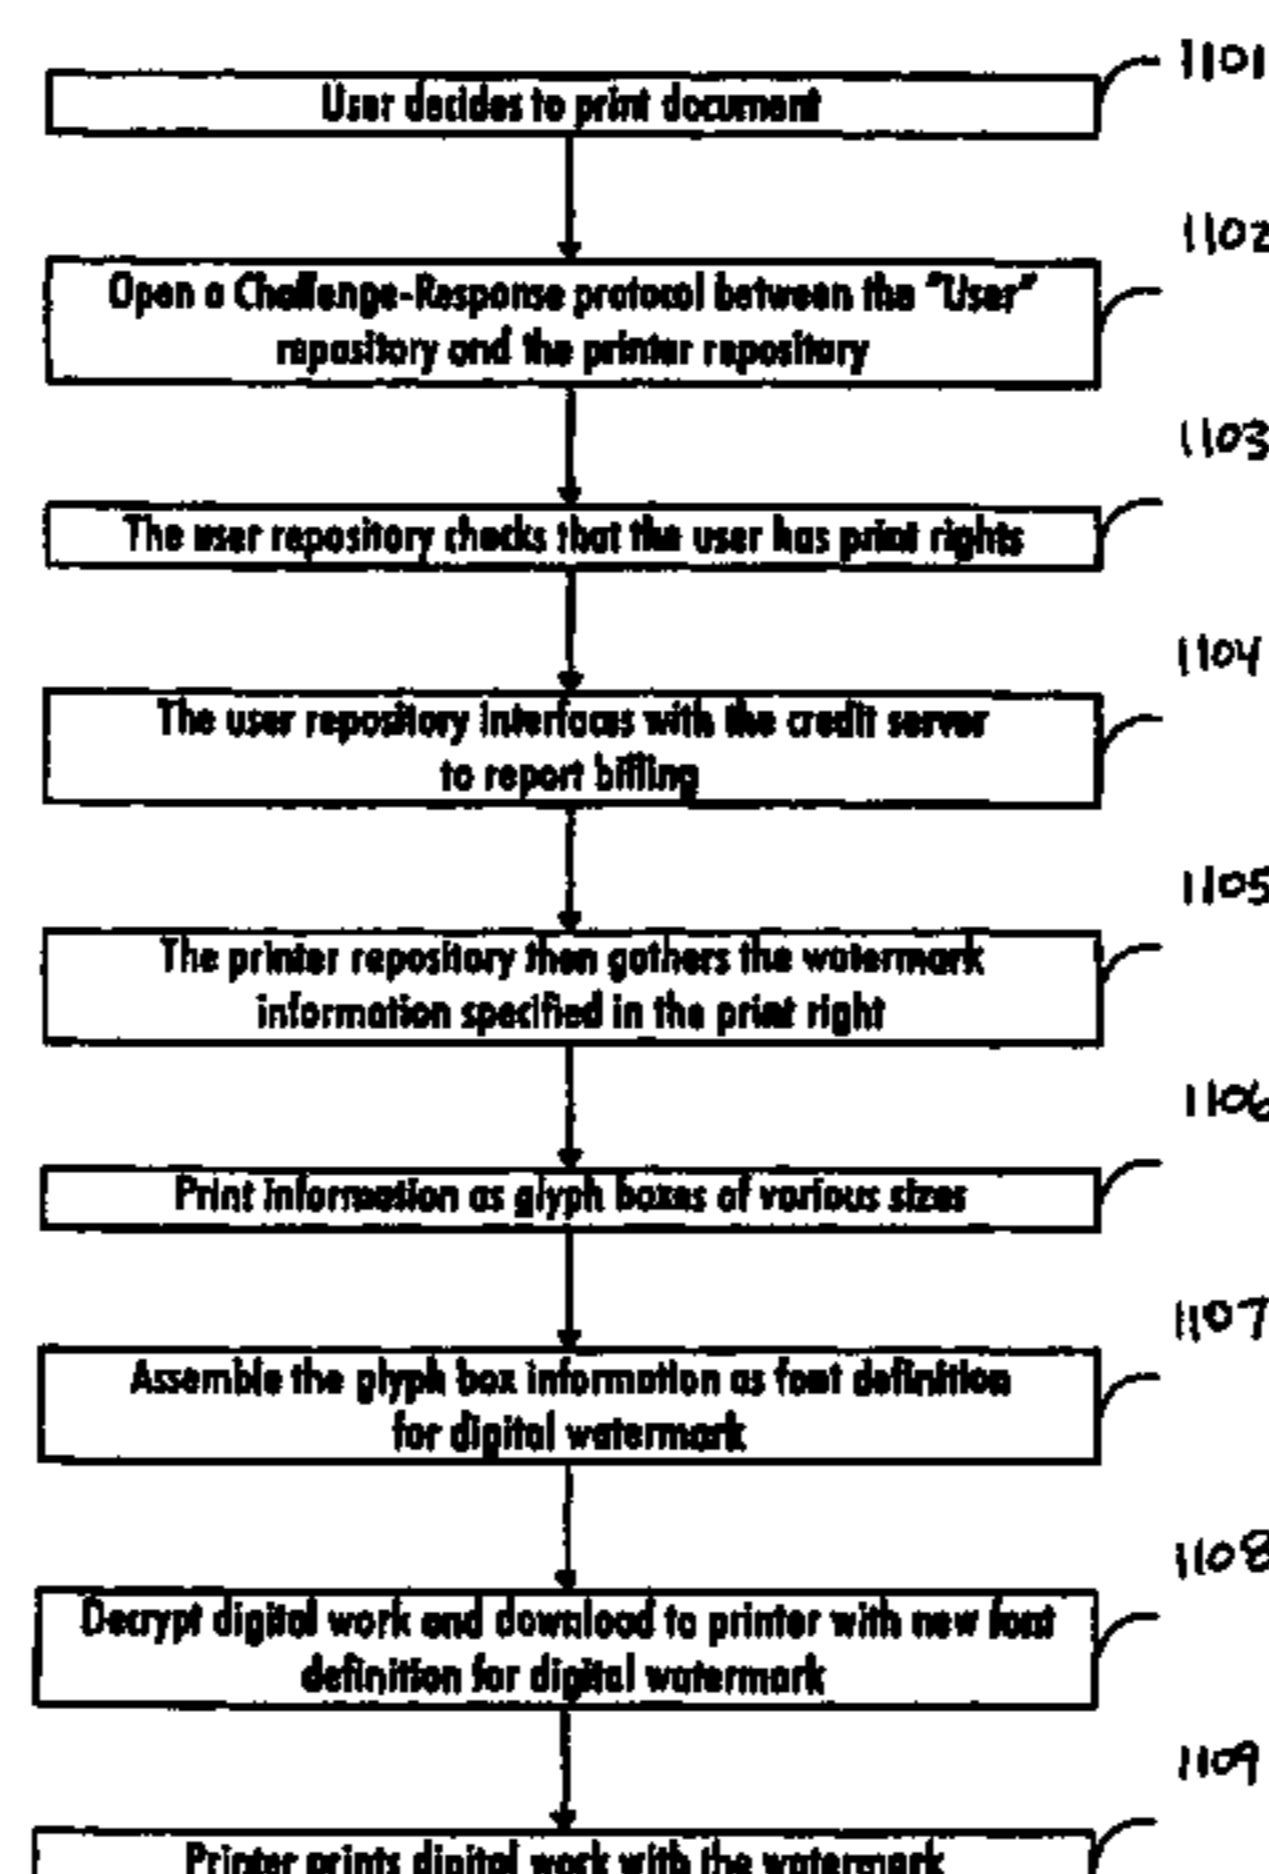 1101
User decides to print document
1102
Open a Challenge-Response protocol between the "User"
repository and the printer repository
1103
The user repository checks that the user has print rights
1104
The user repository interfaces with the credit server
to report billing
1105
The printer repository then gathers the watermark
information specified in the print right
1106
Print information as glyph boxes of various sizes
1107
Assemble the glyph box information as font definition
for digital watermark
1108
Decrypt digital work and download to printer with new font
definition for digital watermark
1109
Printer prints digital work with the watermark